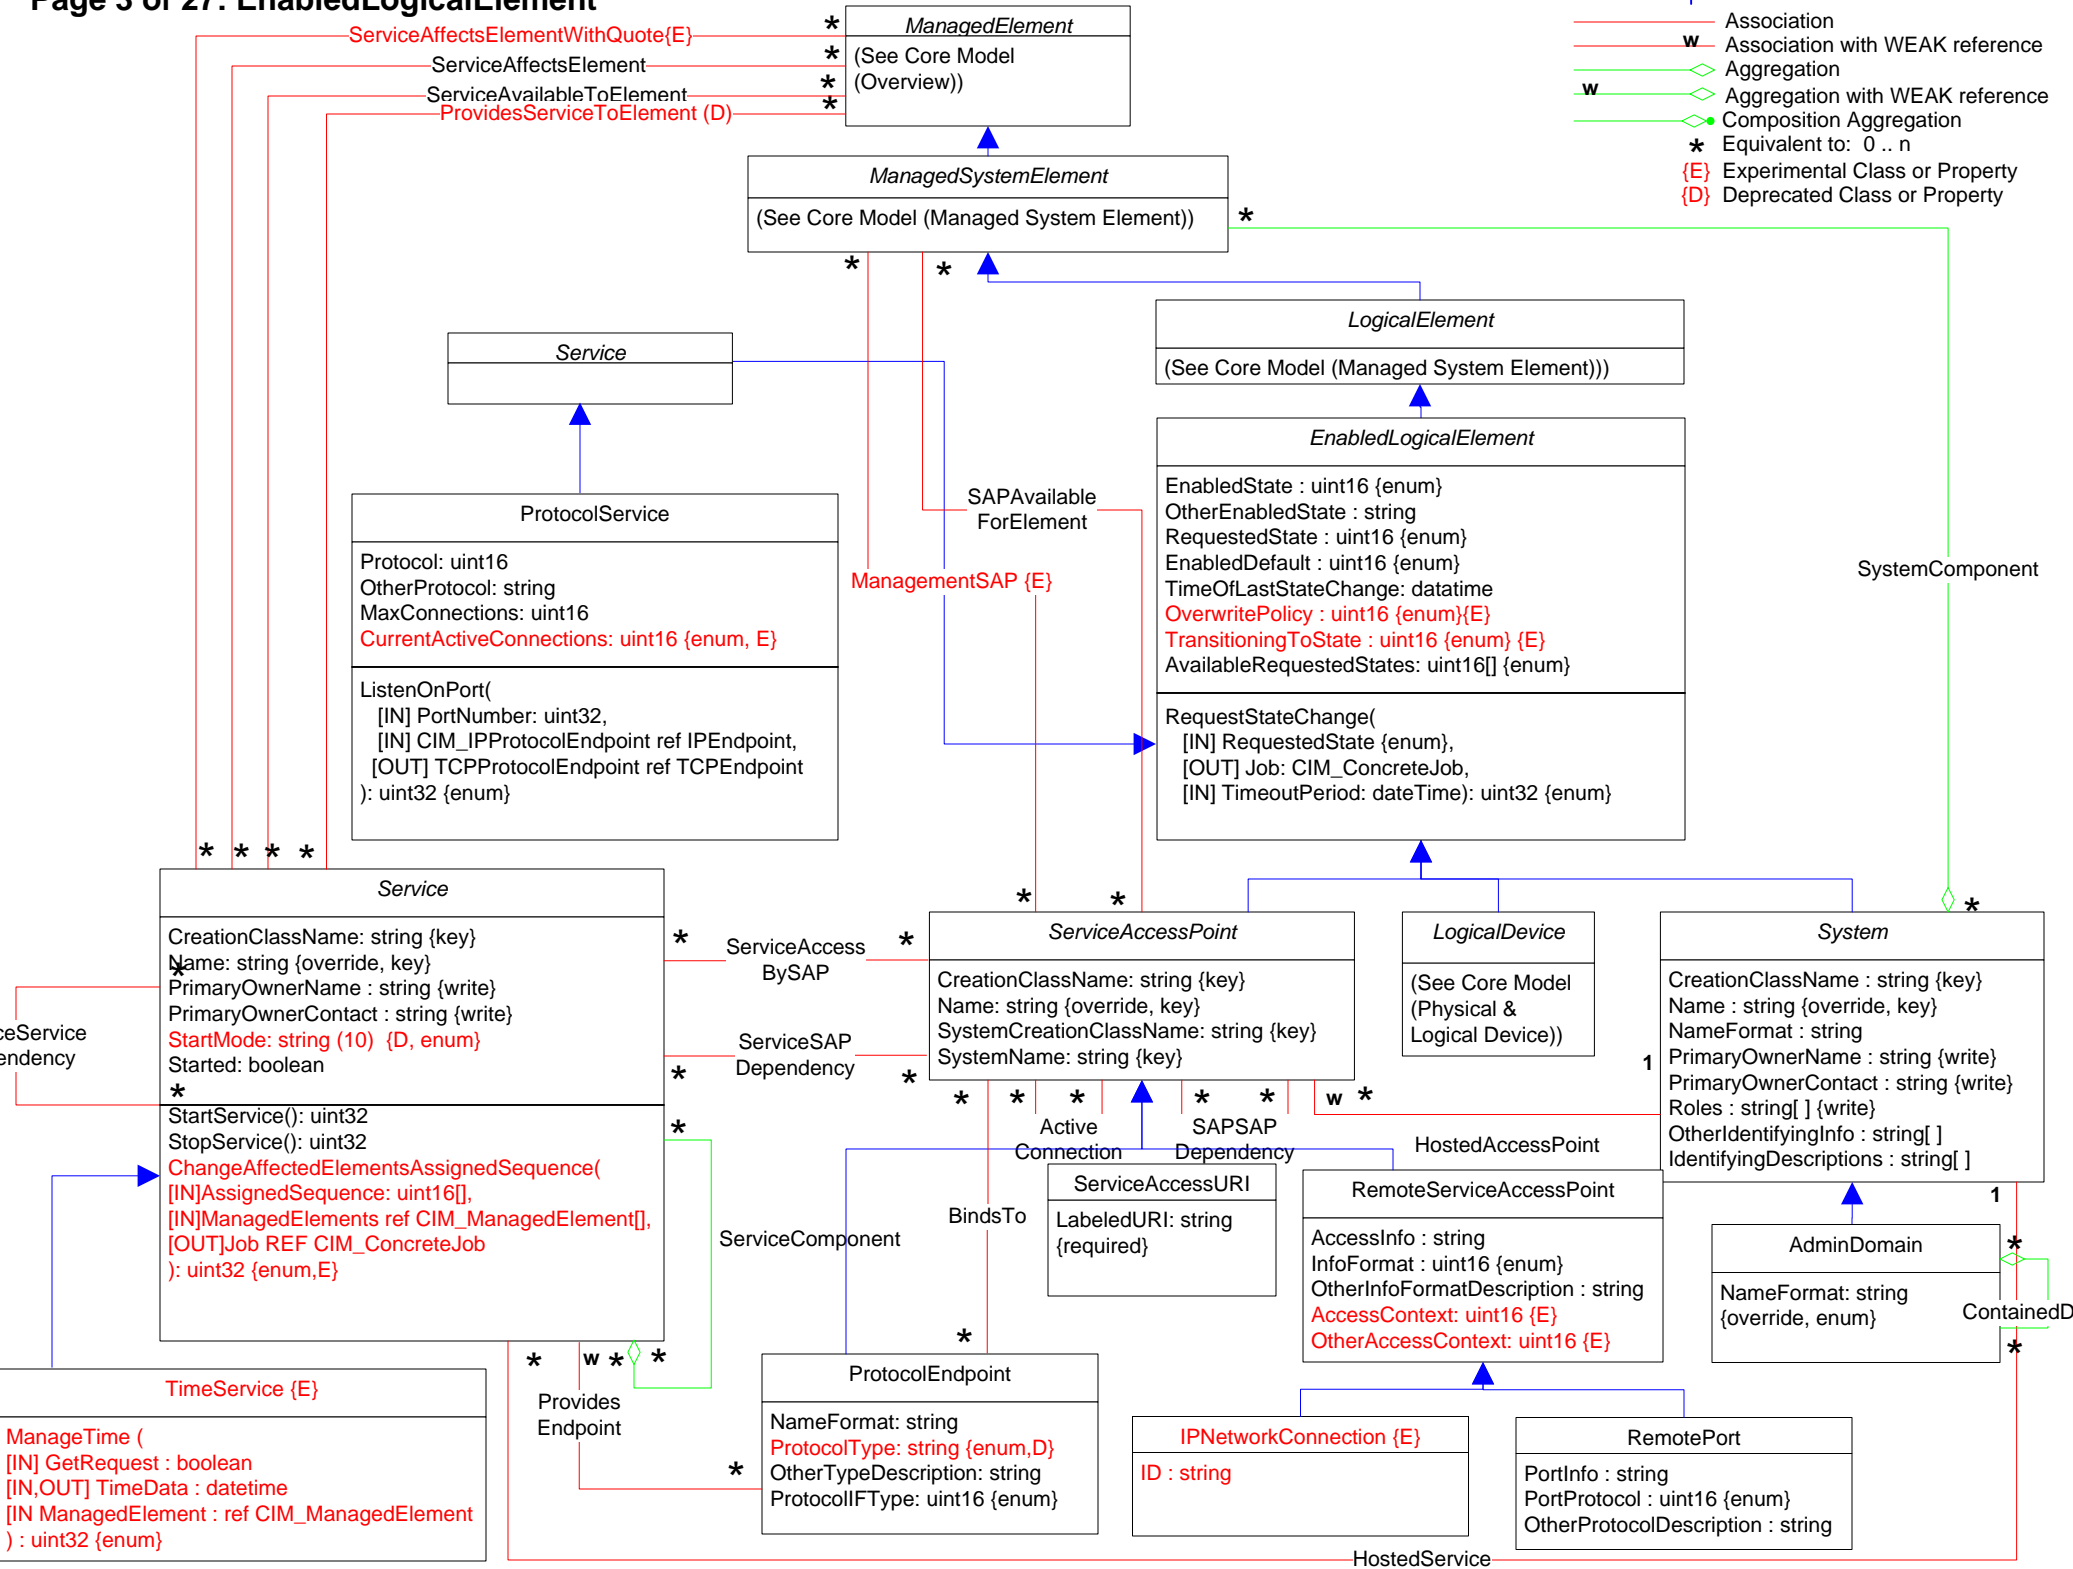 Page 3 of 27: EnabledLogicalElement
Association
w
Association with WEAK reference
Aggregation
w
Aggregation with WEAK reference
Composition Aggregation
* Equivalent to: 0 .. n
{E} Experimental Class or Property
{D} Deprecated Class or Property
ServiceAffectsElementWithQuote{E}
*
ServiceAffectsElement
*
ServiceAvailableToElement
*
ProvidesServiceToElement (D)
*
ManagedElement
(See Core Model
(Overview))
ManagedSystemElement
(See Core Model (Managed System Element))
*
*
*
LogicalElement
(See Core Model (Managed System Element)))
Service
EnabledLogicalElement
EnabledState : uint16 {enum}
OtherEnabledState : string
RequestedState : uint16 {enum}
EnabledDefault : uint16 {enum}
TimeOfLastStateChange: datatime
OverwritePolicy : uint16 {enum}{E}
TransitioningToState : uint16 {enum} {E}
AvailableRequestedStates: uint16[] {enum}
RequestStateChange(
[IN] RequestedState {enum},
[OUT] Job: CIM_ConcreteJob,
[IN] TimeoutPeriod: dateTime): uint32 {enum}
SAPAvailable
ForElement
ManagementSAP {E}
SystemComponent
ProtocolService
Protocol: uint16
OtherProtocol: string
MaxConnections: uint16
CurrentActiveConnections: uint16 {enum, E}
ListenOnPort(
[IN] PortNumber: uint32,
[IN] CIM_IPProtocolEndpoint ref IPEndpoint,
[OUT] TCPProtocolEndpoint ref TCPEndpoint
): uint32 {enum}
* * * *
Service
CreationClassName: string {key}
Name: string {override, key}
*
PrimaryOwnerName : string {write}
PrimaryOwnerContact : string {write}
StartMode: string (10) {D, enum}
Started: boolean
*
StartService(): uint32
StopService(): uint32
ChangeAffectedElementsAssignedSequence(
[IN]AssignedSequence: uint16[],
[IN]ManagedElements ref CIM_ManagedElement[],
[OUT]Job REF CIM_ConcreteJob
): uint32 {enum,E}
ceService
endency
*
ServiceAccess
BySAP
*
*
ServiceSAP
Dependency
*
*
ServiceComponent
* *
ServiceAccessPoint
CreationClassName: string {key}
Name: string {override, key}
SystemCreationClassName: string {key}
SystemName: string {key}
* * * * * w *
LogicalDevice
(See Core Model
(Physical &
Logical Device))
*
System
CreationClassName : string {key}
Name : string {override, key}
NameFormat : string
PrimaryOwnerName : string {write}
PrimaryOwnerContact : string {write}
Roles : string[ ] {write}
OtherIdentifyingInfo : string[ ]
IdentifyingDescriptions : string[ ]
1
1
Active
Connection
SAPSAP
Dependency
HostedAccessPoint
BindsTo
*
ServiceAccessURI
LabeledURI: string
{required}
RemoteServiceAccessPoint
AccessInfo : string
InfoFormat : uint16 {enum}
OtherInfoFormatDescription : string
AccessContext: uint16 {E}
OtherAccessContext: uint16 {E}
AdminDomain
NameFormat: string
{override, enum}
*
ContainedD
*
* w * *
Provides
Endpoint
*
TimeService {E}
ManageTime (
[IN] GetRequest : boolean
[IN,OUT] TimeData : datetime
[IN ManagedElement : ref CIM_ManagedElement
) : uint32 {enum}
ProtocolEndpoint
NameFormat: string
ProtocolType: string {enum,D}
OtherTypeDescription: string
ProtocolIFType: uint16 {enum}
IPNetworkConnection {E}
ID : string
RemotePort
PortInfo : string
PortProtocol : uint16 {enum}
OtherProtocolDescription : string
HostedService